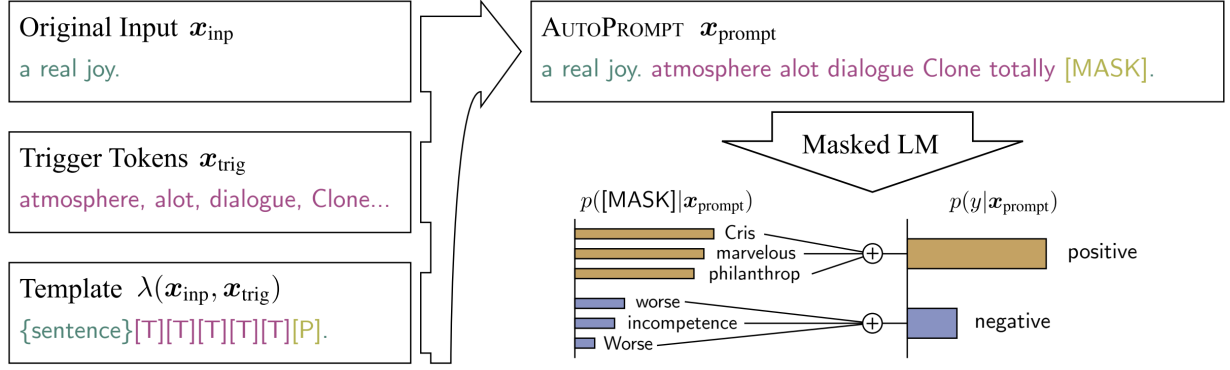 Original Input x_inp
a real joy.
Trigger Tokens x_trig
atmosphere, alot, dialogue, Clone...
Template λ(x_inp, x_trig)
{sentence}[T][T][T][T][T][P].
AUTOPROMPT x_prompt
a real joy. atmosphere alot dialogue Clone totally [MASK].
Masked LM
p([MASK]|x_prompt)
Cris
marvelous
philanthrop
worse
incompetence
Worse
p(y|x_prompt)
positive
negative